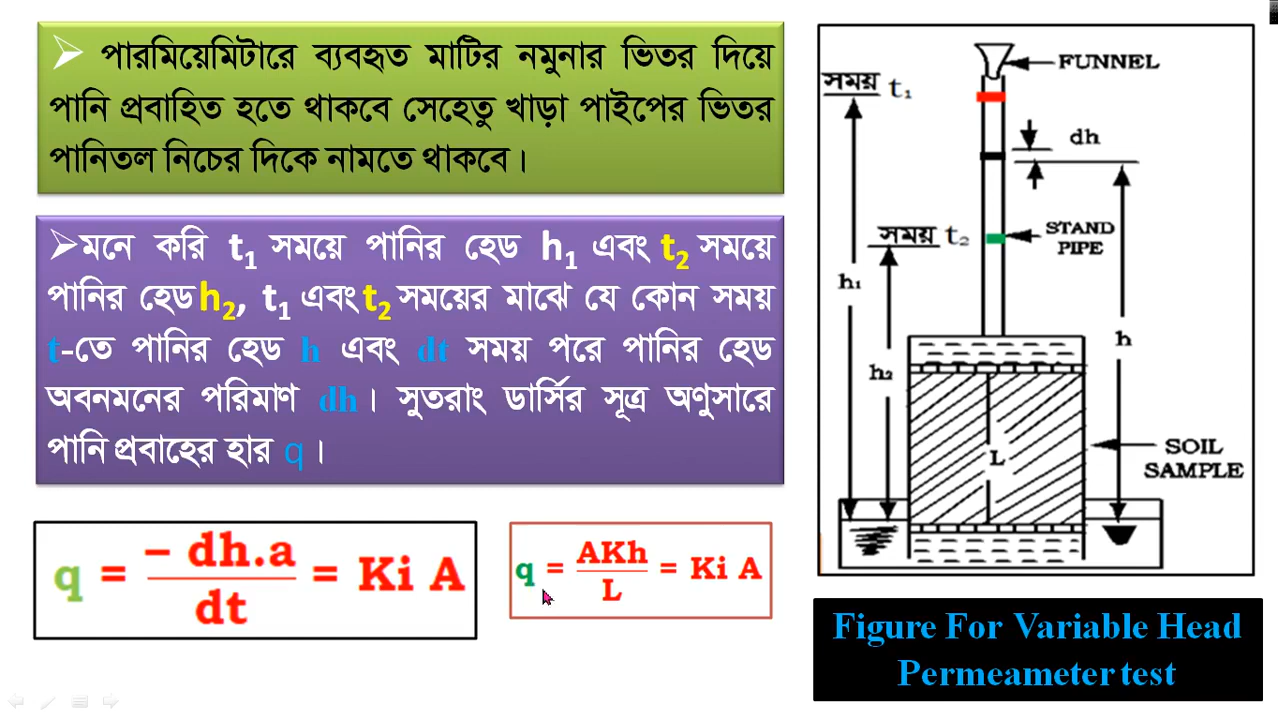 ➢ পারমিয়েমিটারে ব্যবহৃত মাটির নমুনার ভিতর দিয়ে
পানি প্রবাহিত হতে থাকবে সেহেতু খাড়া পাইপের ভিতর
পানিতল নিচের দিকে নামতে থাকবে।
➢মনে করি t₁ সময়ে পানির হেড h₁ এবং t₂ সময়ে
পানির হেড h₂, t₁ এবং t₂ সময়ের মাঝে যে কোন সময়
t-তে পানির হেড h এবং dt সময় পরে পানির হেড
অবনমনের পরিমাণ dh। সুতরাং ডার্সির সূত্র অণুসারে
পানি প্রবাহের হার q ।
q = – dh.a / dt = Ki A
q = AKh / L = Ki A
FUNNEL
সময় t₁
dh
সময় t₂
STAND
PIPE
h₁
h
h₂
L
SOIL
SAMPLE
Figure For Variable Head
Permeameter test